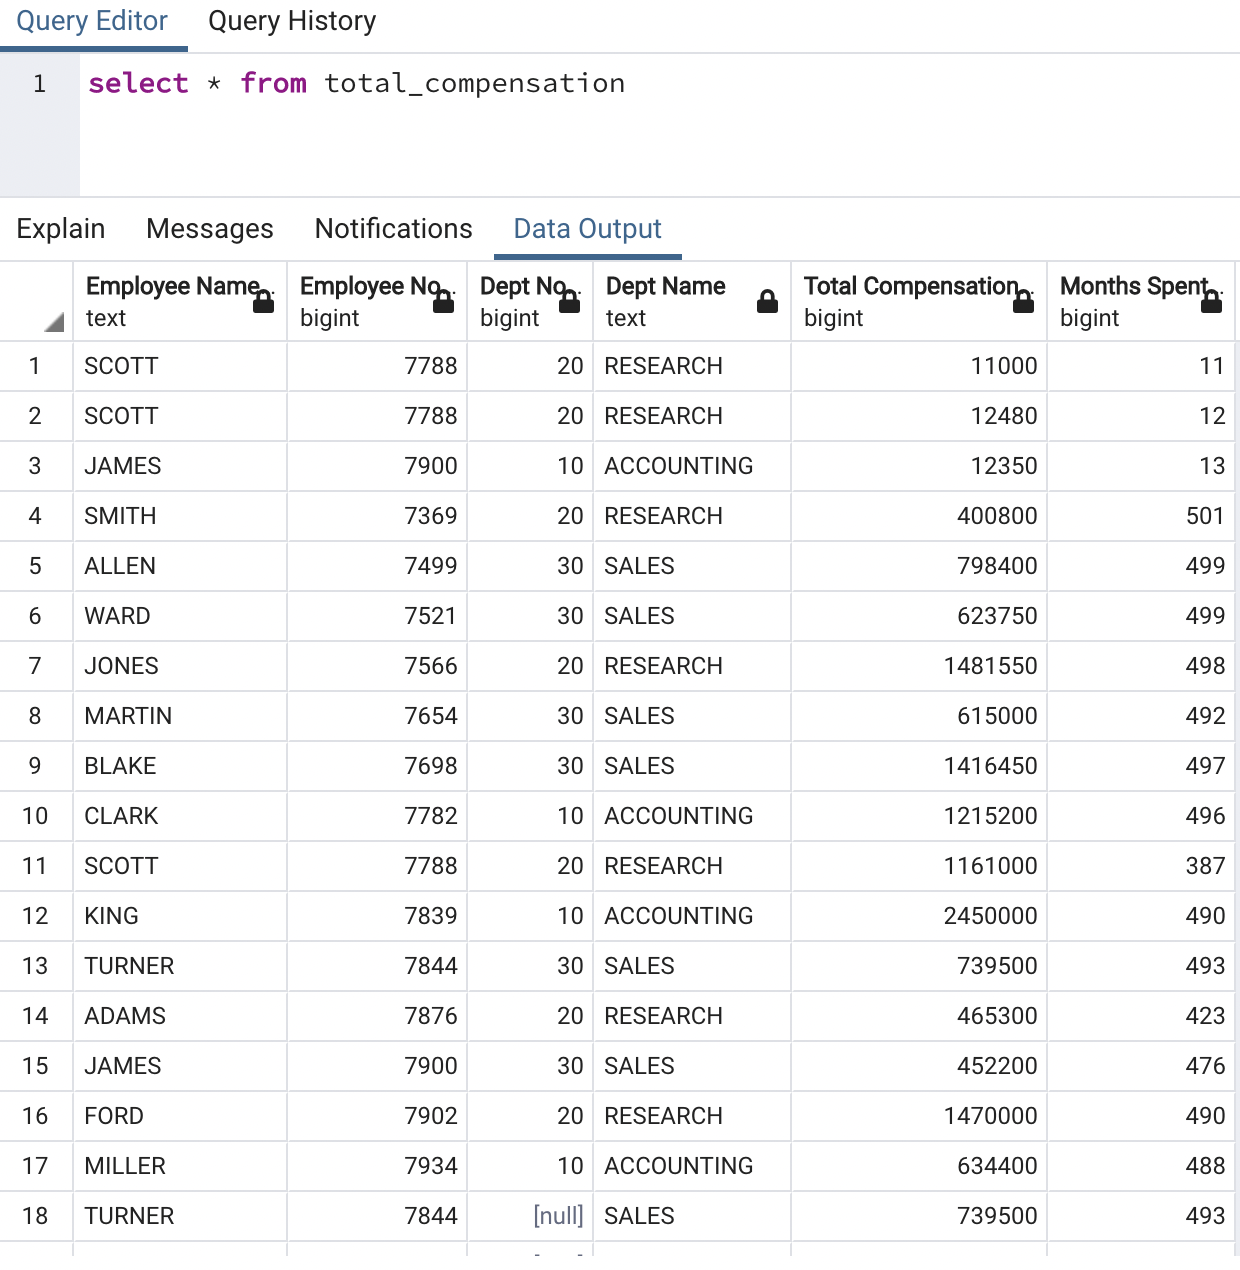 Query Editor Query History
1 select * from total_compensation
Explain Messages Notifications Data Output
Employee Name.. Employee No.. Dept No.. Dept Name Total Compensation.. Months Spent..
text bigint bigint text bigint bigint
1 SCOTT 7788 20 RESEARCH 11000 11
2 SCOTT 7788 20 RESEARCH 12480 12
3 JAMES 7900 10 ACCOUNTING 12350 13
4 SMITH 7369 20 RESEARCH 400800 501
5 ALLEN 7499 30 SALES 798400 499
6 WARD 7521 30 SALES 623750 499
7 JONES 7566 20 RESEARCH 1481550 498
8 MARTIN 7654 30 SALES 615000 492
9 BLAKE 7698 30 SALES 1416450 497
10 CLARK 7782 10 ACCOUNTING 1215200 496
11 SCOTT 7788 20 RESEARCH 1161000 387
12 KING 7839 10 ACCOUNTING 2450000 490
13 TURNER 7844 30 SALES 739500 493
14 ADAMS 7876 20 RESEARCH 465300 423
15 JAMES 7900 30 SALES 452200 476
16 FORD 7902 20 RESEARCH 1470000 490
17 MILLER 7934 10 ACCOUNTING 634400 488
18 TURNER 7844 [null] SALES 739500 493